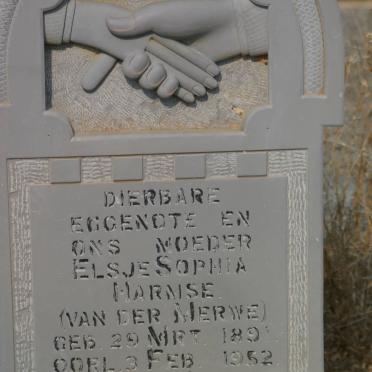 DIERBARE
EGGENOTE EN
ONS MOEDER
ELSJE SOPHIA
HARMSE.
(VAN DER MERWE)
GEB. 29 MRT.
OORL. 3 FEB. 1952